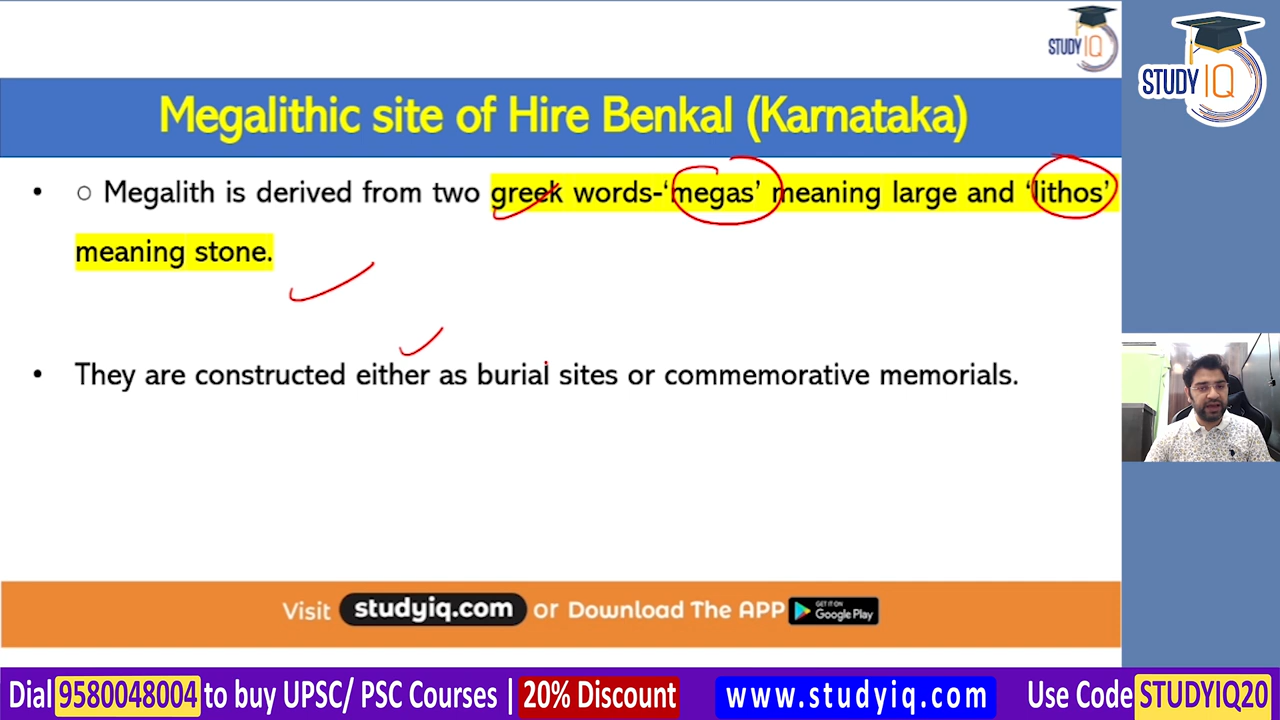 STUDY IQ
STUDY IQ
Megalithic site of Hire Benkal (Karnataka)
• ○ Megalith is derived from two greek words-‘megas’ meaning large and ‘lithos’
meaning stone.
• They are constructed either as burial sites or commemorative memorials.
Visit studyiq.com or Download The APP GET IT ON Google Play
Dial 9580048004 to buy UPSC/ PSC Courses | 20% Discount www.studyiq.com Use Code STUDYIQ20